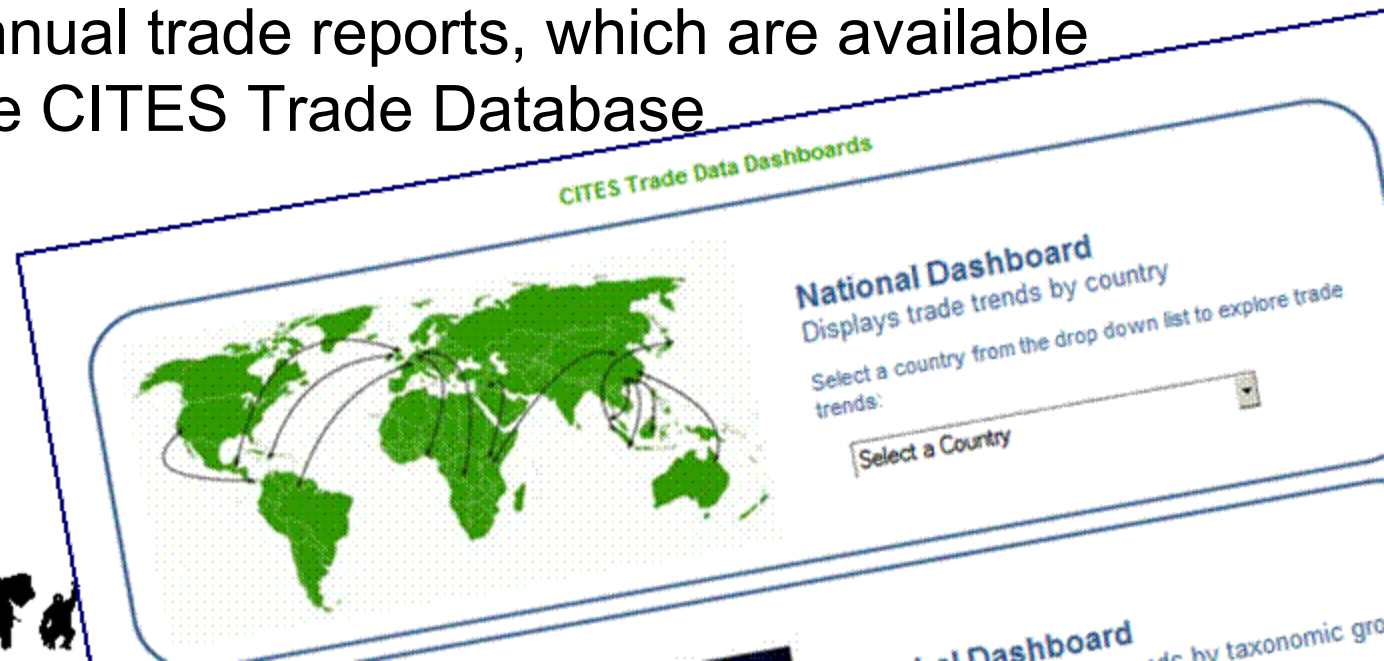 nnual trade reports, which are available
e CITES Trade Database
CITES Trade Data Dashboards
National Dashboard
Displays trade trends by country
Select a country from the drop down list to explore trade
trends:
Select a Country
Dashboard
by taxonomic gro